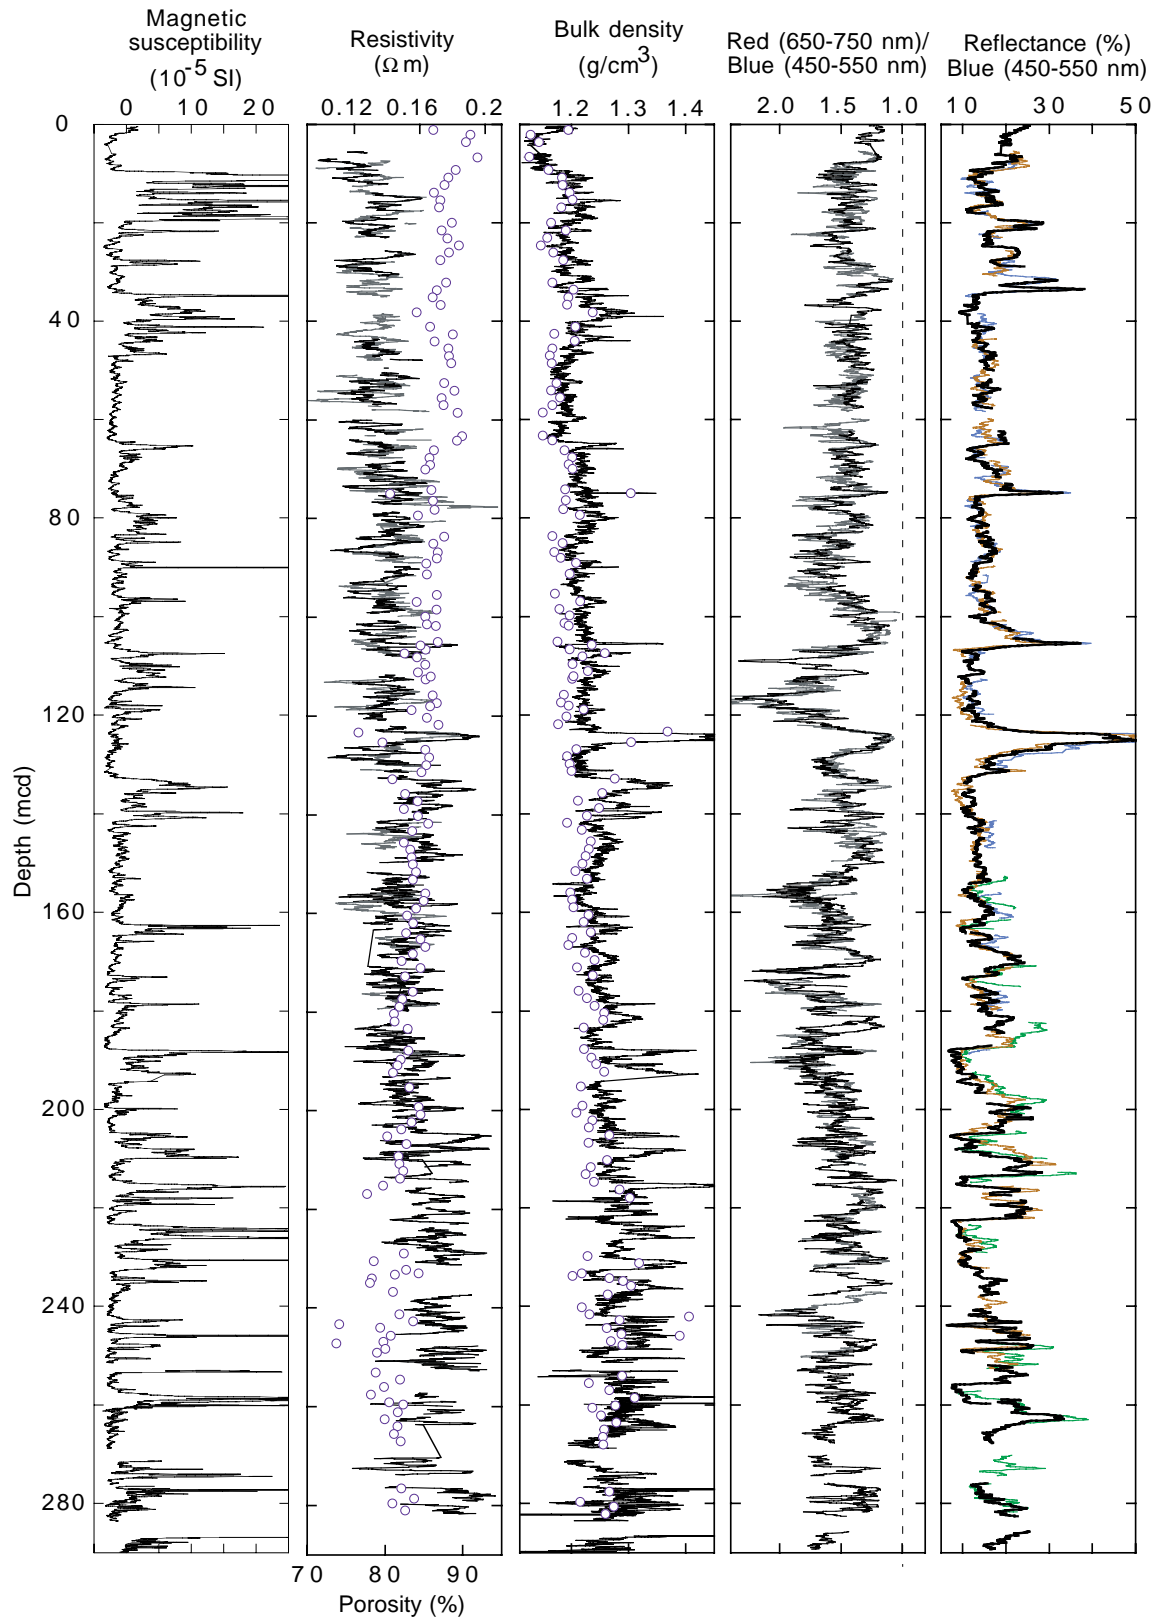 Magnetic
susceptibility
(10-5 SI)
Resistivity
(Ω m)
Bulk density
(g/cm3)
Red (650-750 nm)/
Blue (450-550 nm)
Reflectance (%)
Blue (450-550 nm)
0 10 20
0.12 0.16 0.2
1.2 1.3 1.4
2.0 1.5 1.0
10 30 50
0
40
80
120
160
200
240
280
Depth (mcd)
70 80 90
Porosity (%)